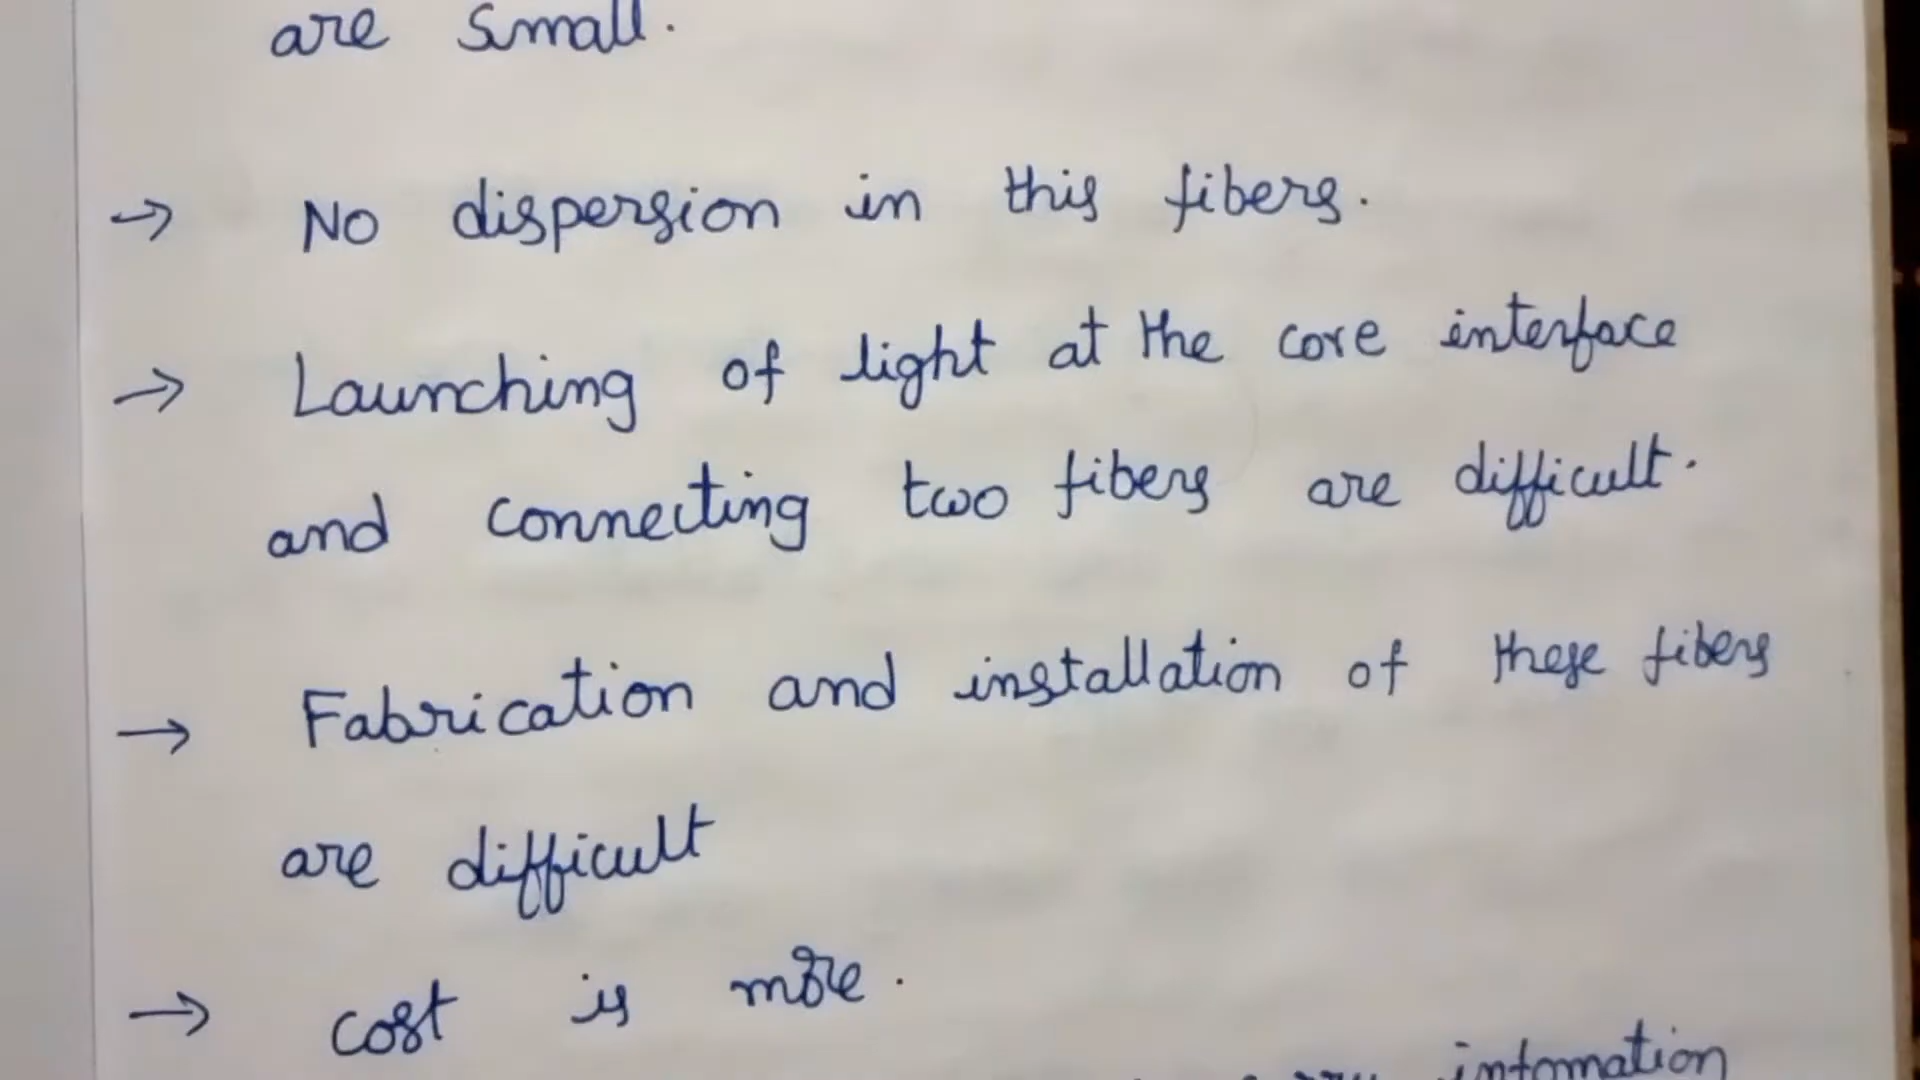 are Small.
→ No dispersion in this fibers.
→ Launching of light at the core interface
and connecting two fibers are difficult.
→ Fabrication and installation of these fibers
are difficult
→ cost is more.
information